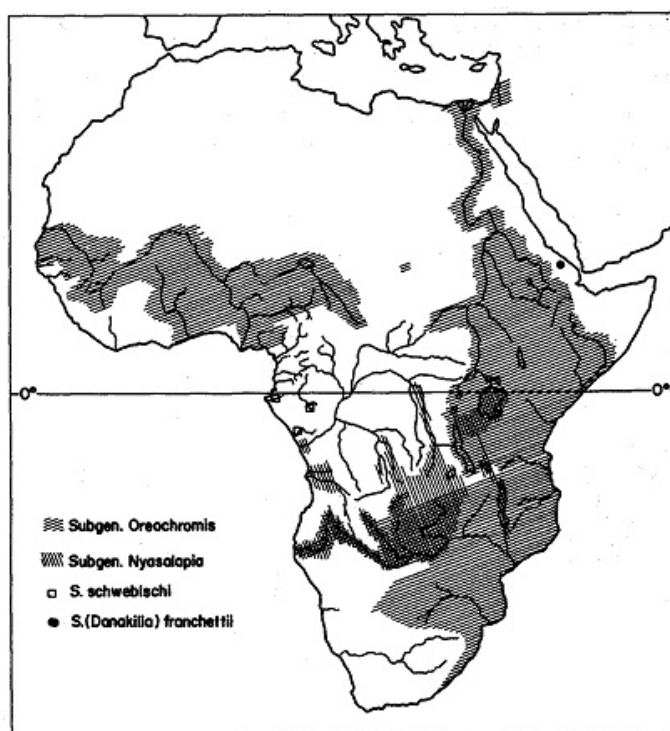 0° 0°
Subgen. Oreochromis
Subgen. Nyasalapia
S. schwebischi
S.(Danakilia) franchettii